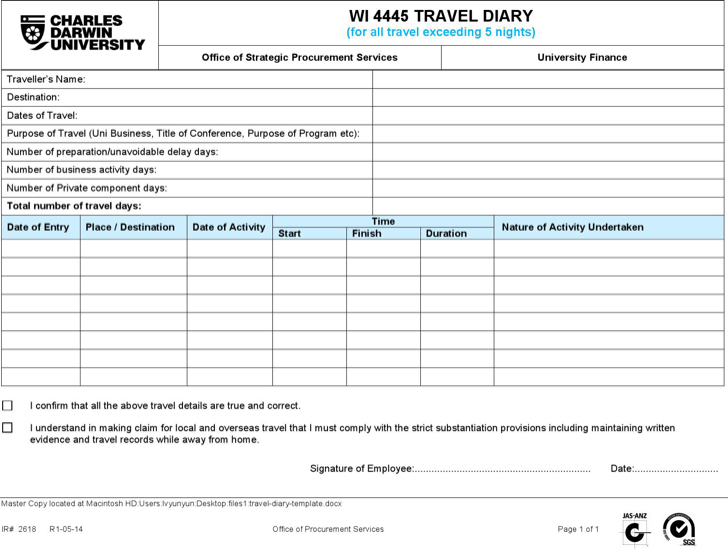 CHARLES
DARWIN
UNIVERSITY
WI 4445 TRAVEL DIARY
(for all travel exceeding 5 nights)
Office of Strategic Procurement Services
University Finance
Traveller's Name:
Destination:
Dates of Travel:
Purpose of Travel (Uni Business, Title of Conference, Purpose of Program etc):
Number of preparation/unavoidable delay days:
Number of business activity days:
Number of Private component days:
Total number of travel days:
Date of Entry
Place / Destination
Date of Activity
Time
Start
Finish
Duration
Nature of Activity Undertaken
I confirm that all the above travel details are true and correct.
I understand in making claim for local and overseas travel that I must comply with the strict substantiation provisions including maintaining written
evidence and travel records while away from home.
Signature of Employee:................................................................ Date:..............................
Master Copy located at Macintosh HD:Users:lvyunyun:Desktop:files1:travel-diary-template.docx
IR# 2618 R1-05-14
Office of Procurement Services
Page 1 of 1
JAS-ANZ
SGS